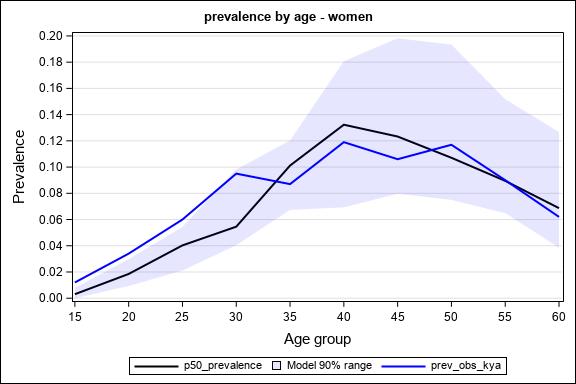 prevalence by age - women
0.20
0.18
0.16
0.14
0.12
0.10
0.08
0.06
0.04
0.02
0.00
Prevalence
15 20 25 30 35 40 45 50 55 60
Age group
p50_prevalence Model 90% range prev_obs_kya